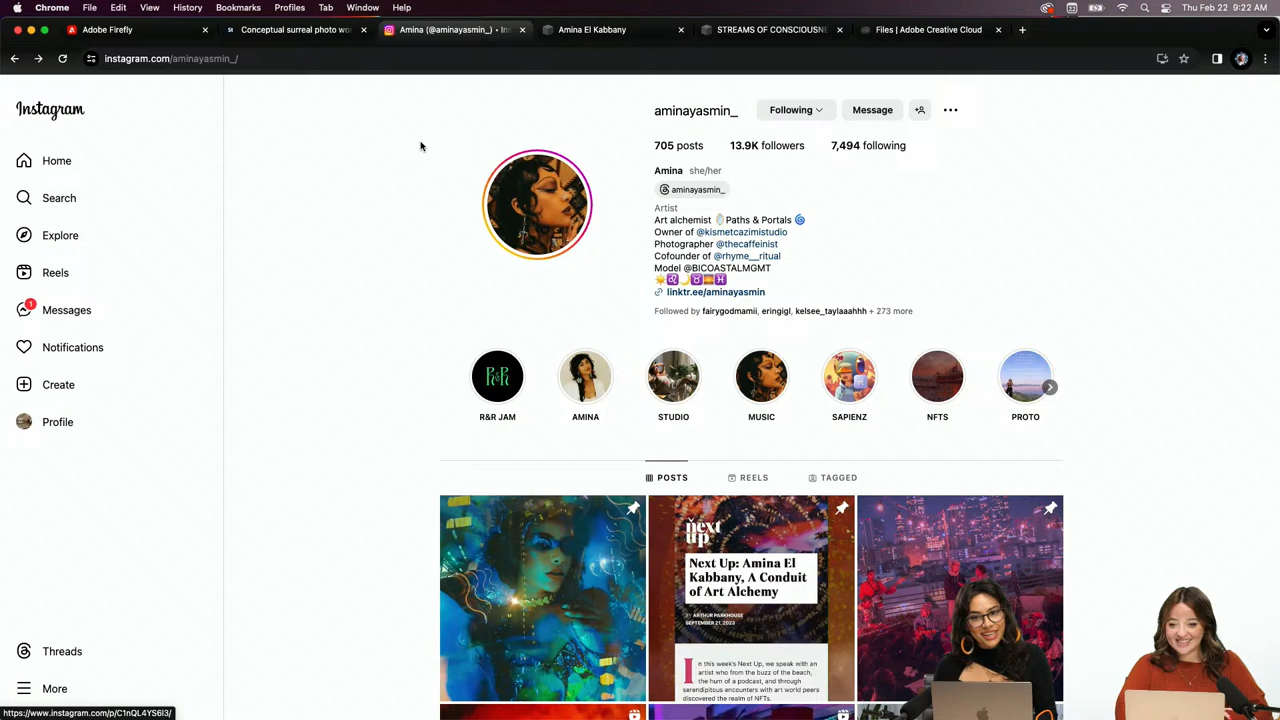 Chrome File Edit View History Bookmarks Profiles Tab Window Help
Thu Feb 22 9:22 AM
Adobe Firefly
Conceptual surreal photo wo
Amina (@aminayasmin_) • Ins
Amina El Kabbany
STREAMS OF CONSCIOUSNE
Files | Adobe Creative Cloud
instagram.com/aminayasmin_/
Instagram
Home
Search
Explore
Reels
1
Messages
Notifications
Create
Profile
Threads
More
https://www.instagram.com/p/C1nQL4YS6I3/
aminayasmin_ Following Message
705 posts 13.9K followers 7,494 following
Amina she/her
aminayasmin_
Artist
Art alchemist Paths & Portals
Owner of @kismetcazimistudio
Photographer @thecaffeinist
Cofounder of @rhyme__ritual
Model @BICOASTALMGMT
linktr.ee/aminayasmin
Followed by fairygodmamii, eringigl, kelsee_taylaaahhh + 273 more
R&R
R&R JAM AMINA STUDIO MUSIC SAPIENZ NFTS PROTO
POSTS REELS TAGGED
next
up
Next Up: Amina El
Kabbany, A Conduit
of Art Alchemy
BY ARTHUR PARKHOUSE
SEPTEMBER 21, 2023
In this week's Next Up, we speak with an
artist who from the buzz of the beach,
the hum of a podcast, and through
serendipitous encounters with art world peers
discovered the realm of NFTs.